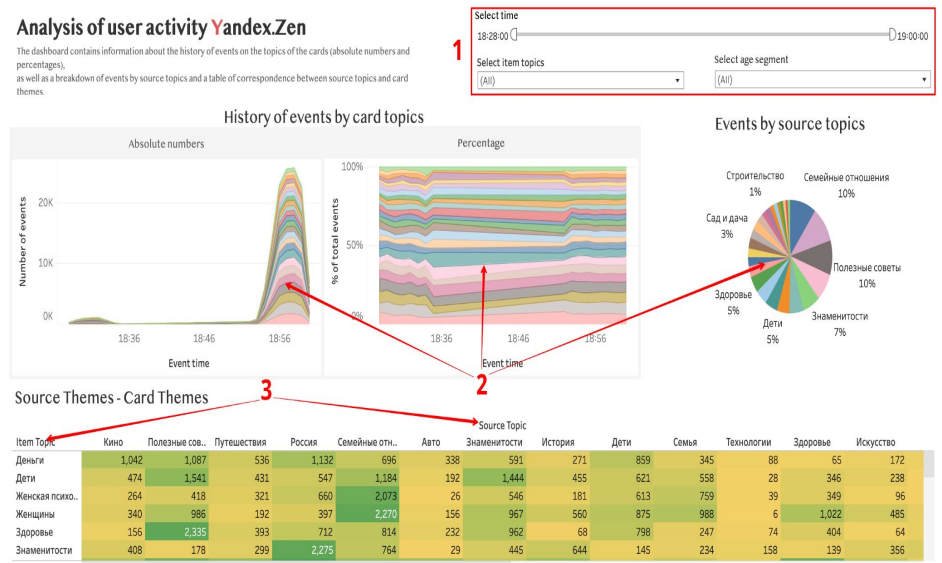 Analysis of user activity Yandex.Zen
The dashboard contains information about the history of events on the topics of the cards (absolute numbers and
percentages),
as well as a breakdown of events by source topics and a table of correspondence between source topics and card
themes.
1
Select time
18:28:00
19:00:00
Select item topics
(All)
Select age segment
(All)
History of events by card topics
Absolute numbers
Percentage
Number of events
20K
10K
0K
18:36
18:46
18:56
Event time
% of total events
100%
50%
0%
18:36
18:46
18:56
Event time
2
Events by source topics
Строительство
1%
Семейные отношения
10%
Сад и дача
3%
Полезные советы
10%
Здоровье
5%
Знаменитости
7%
Дети
5%
Source Themes - Card Themes
3
Source Topic
Item Topic Кино Полезные сов.. Путешествия Россия Семейные отн.. Авто Знаменитости История Дети Семья Технологии Здоровье Искусство
Деньги 1,042 1,087 536 1,132 696 338 591 271 859 345 88 65 172
Дети 474 1,541 431 547 1,184 192 1,444 455 621 558 28 346 238
Женская психо.. 264 418 321 660 2,073 26 546 181 613 759 39 349 96
Женщины 340 986 192 397 2,270 156 967 560 875 988 6 1,022 485
Здоровье 156 2,335 393 712 814 232 962 68 798 247 74 404 64
Знаменитости 408 178 299 2,275 764 29 445 644 145 234 158 139 356